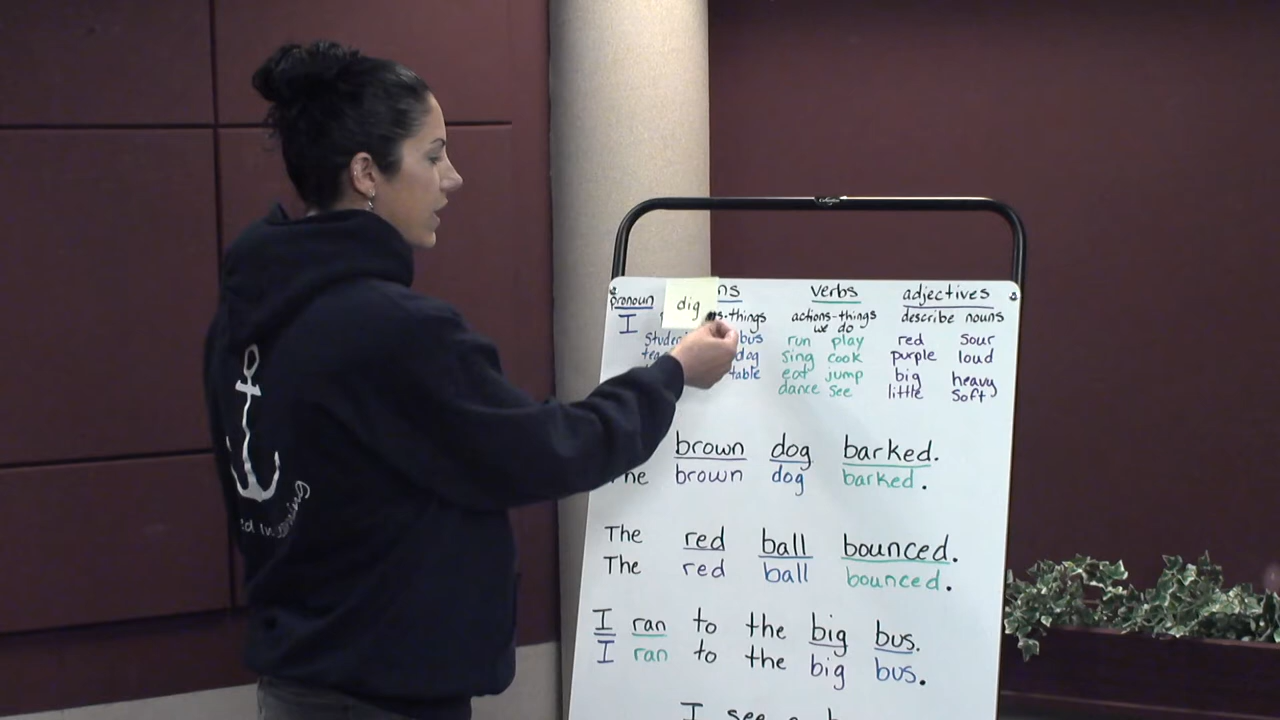 pronoun dig ns verbs adjectives
I s-things actions-things describe nouns
we do
bus run play red sour
dog sing cook purple loud
table eat jump big heavy
dance see little soft
brown dog barked.
The brown dog barked.
The red ball bounced.
The red ball bounced.
I ran to the big bus.
I ran to the big bus.
I see